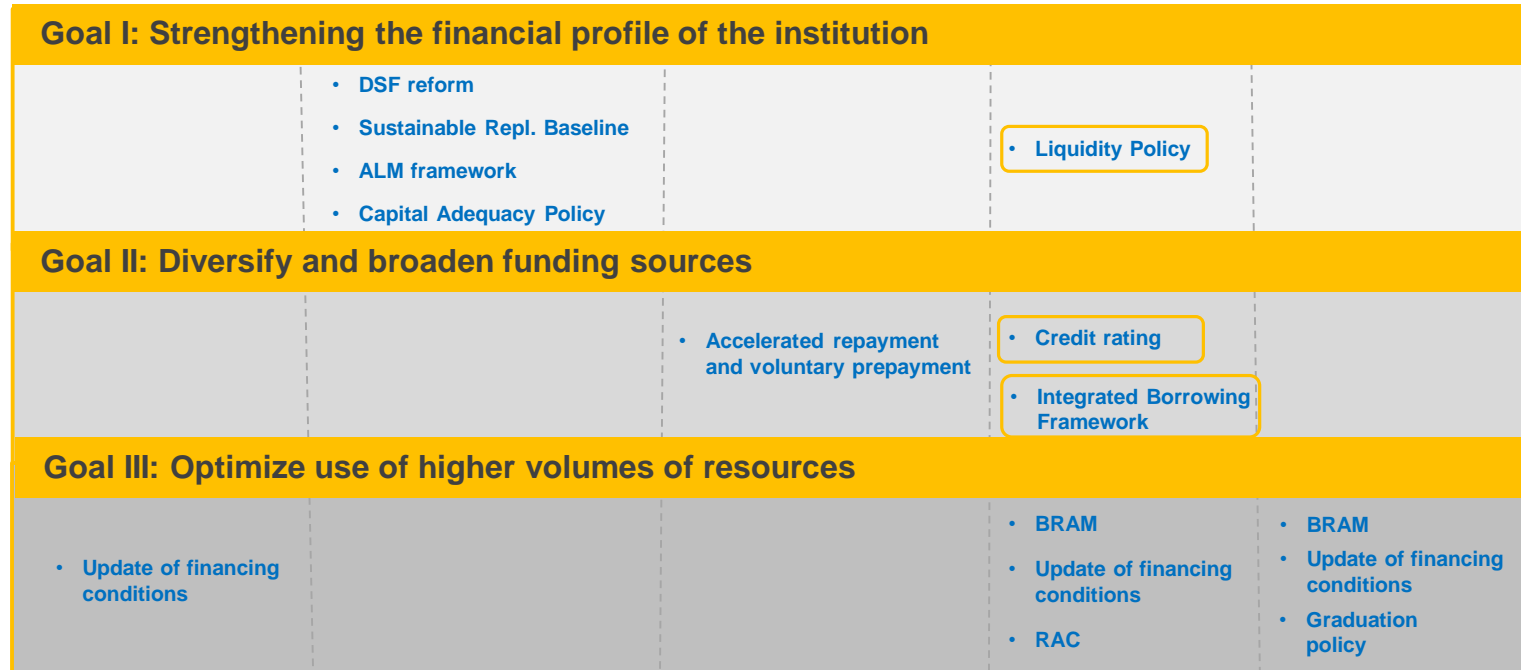 Goal I: Strengthening the financial profile of the institution
• DSF reform
• Sustainable Repl. Baseline
• ALM framework
• Capital Adequacy Policy
• Liquidity Policy
Goal II: Diversify and broaden funding sources
• Accelerated repayment
and voluntary prepayment
• Credit rating
• Integrated Borrowing
Framework
Goal III: Optimize use of higher volumes of resources
• Update of financing
conditions
• BRAM
• Update of financing
conditions
• RAC
• BRAM
• Update of financing
conditions
• Graduation
policy